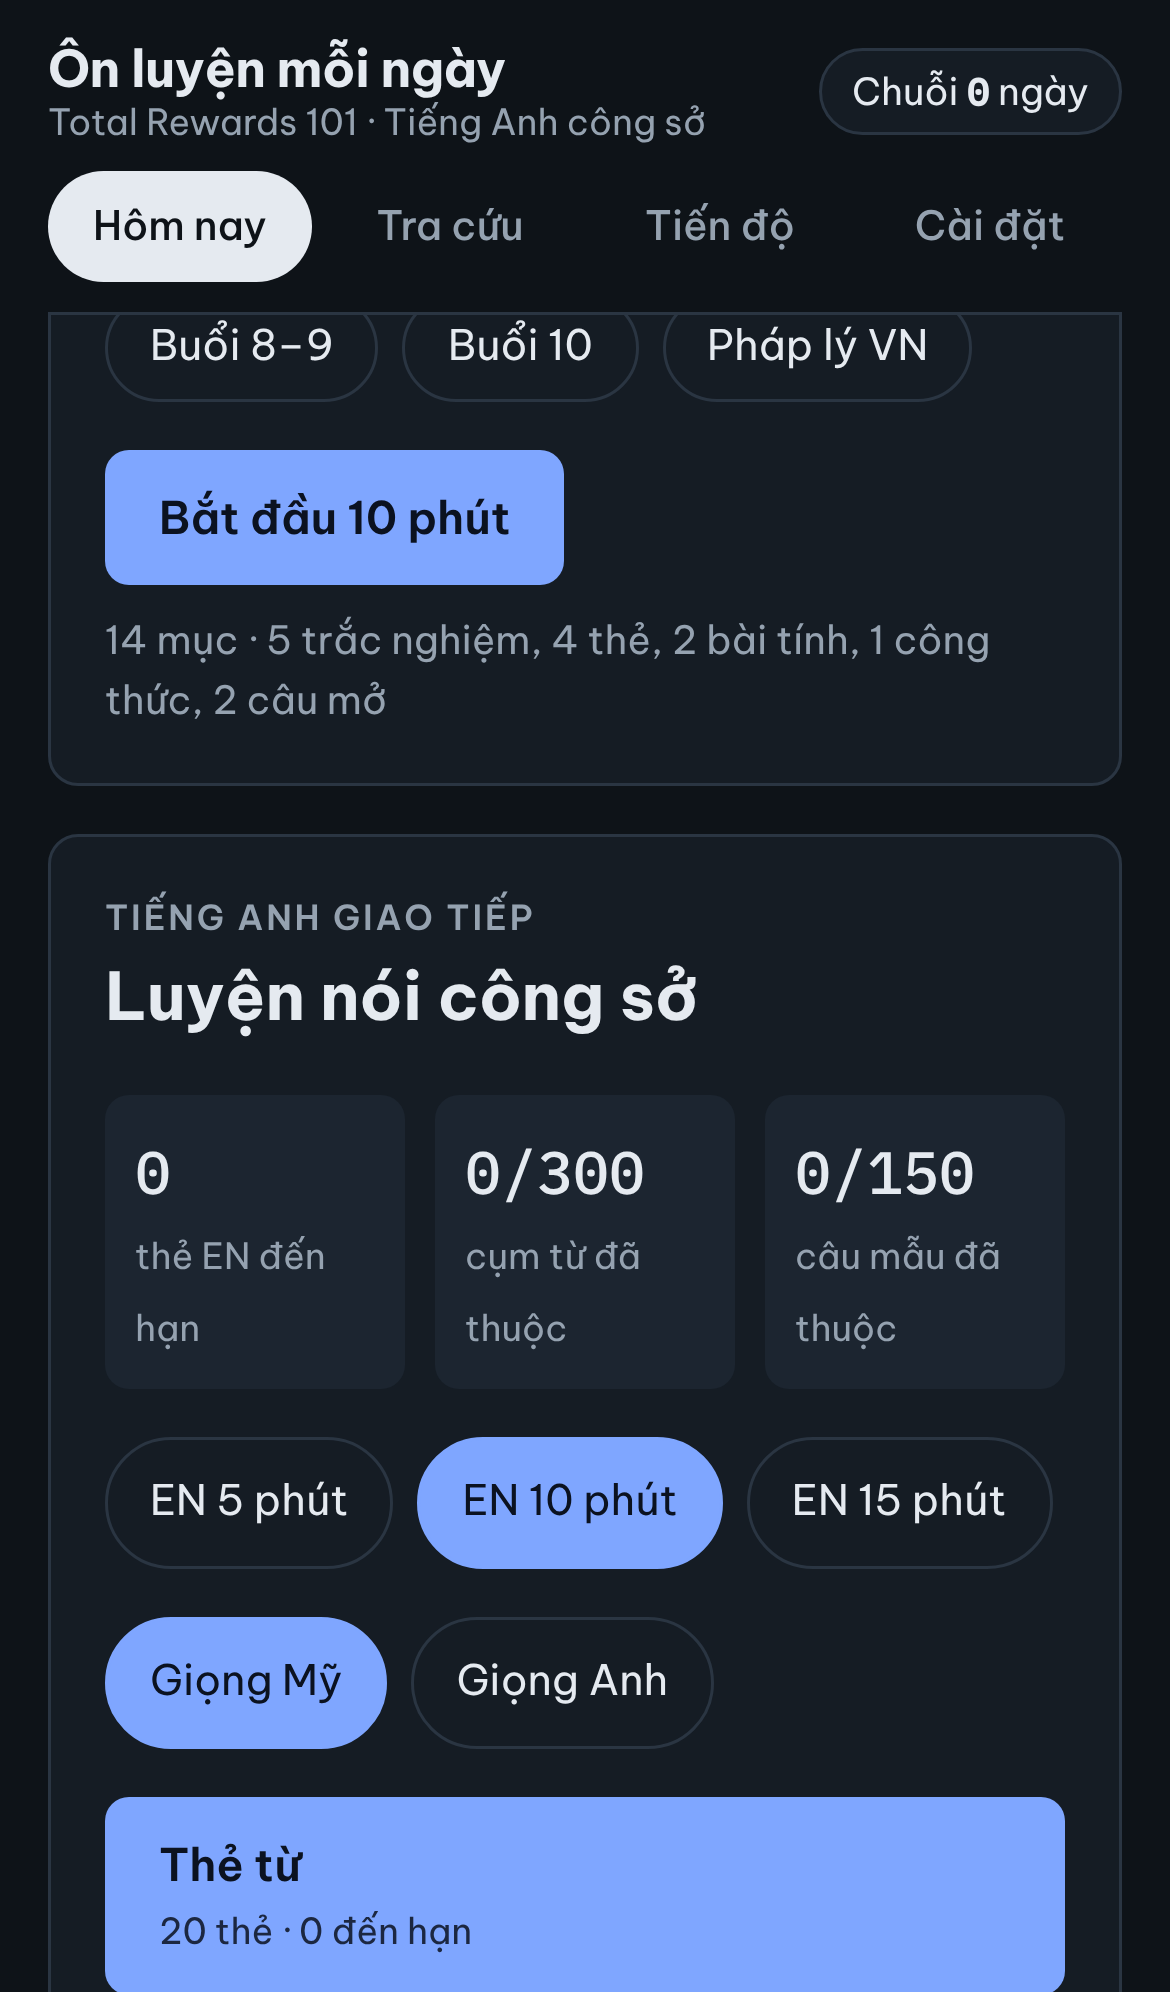 Ôn luyện mỗi ngày
Total Rewards 101 · Tiếng Anh công sở
Chuỗi 0 ngày
Hôm nay
Tra cứu
Tiến độ
Cài đặt
Buổi 8–9
Buổi 10
Pháp lý VN
Bắt đầu 10 phút
14 mục · 5 trắc nghiệm, 4 thẻ, 2 bài tính, 1 công
thức, 2 câu mở
TIẾNG ANH GIAO TIẾP
Luyện nói công sở
0
thẻ EN đến
hạn
0/300
cụm từ đã
thuộc
0/150
câu mẫu đã
thuộc
EN 5 phút
EN 10 phút
EN 15 phút
Giọng Mỹ
Giọng Anh
Thẻ từ
20 thẻ · 0 đến hạn